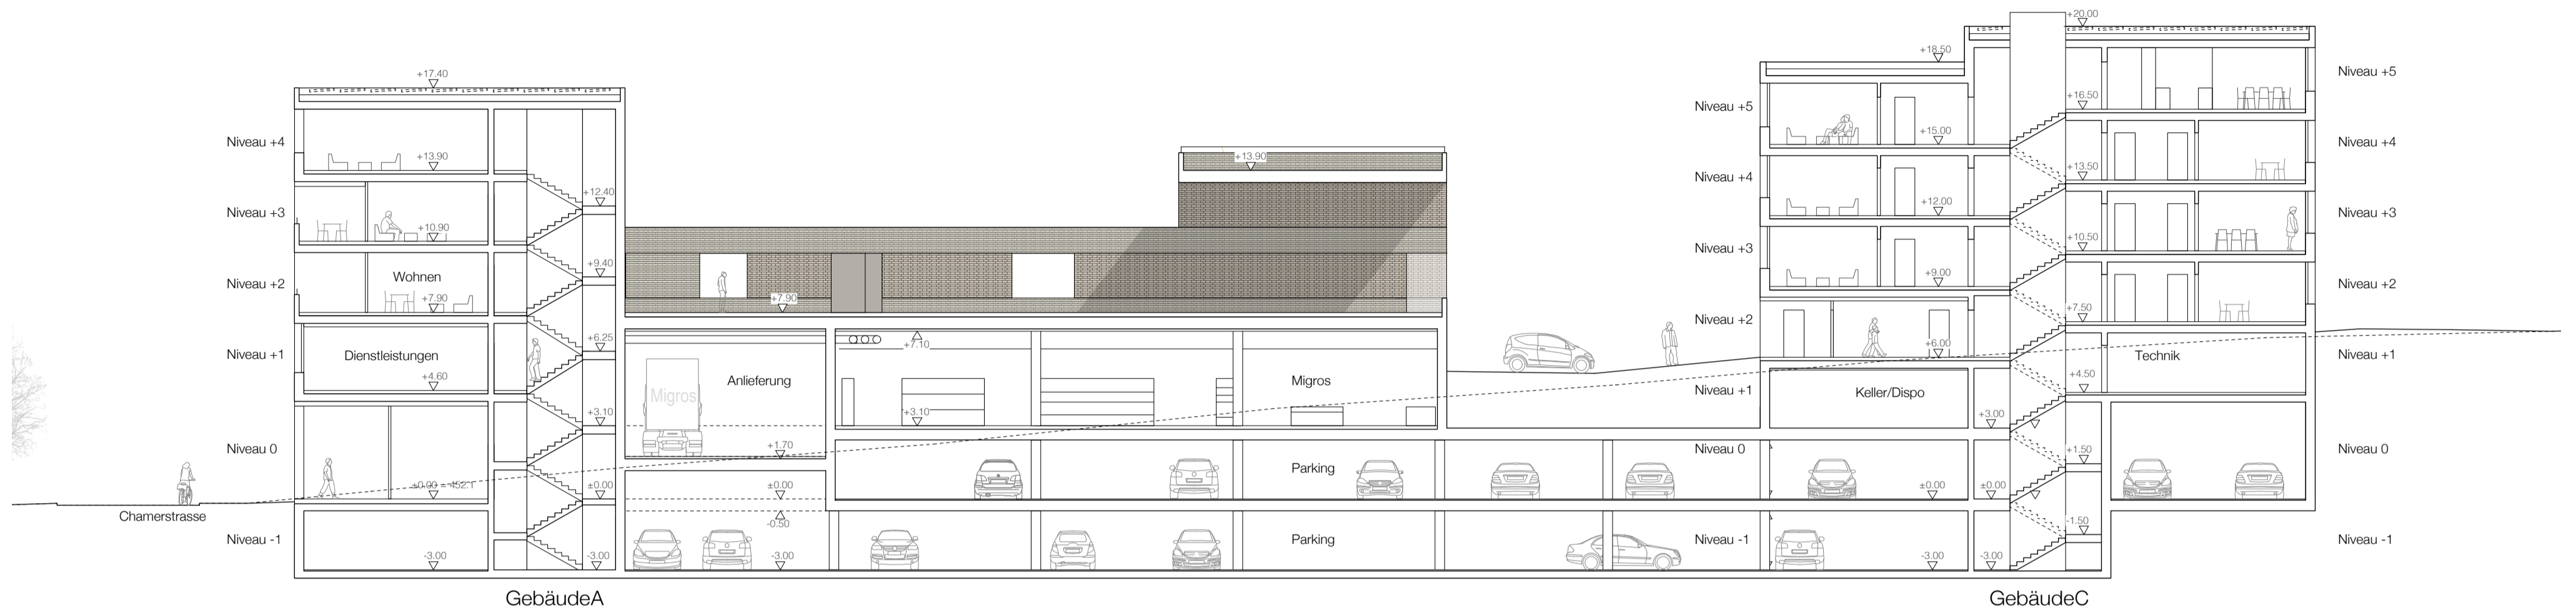 +20.00
+18.50
+17.40
Niveau +5
+16.50
Niveau +5
+15.00
Niveau +4
+13.90
+13.90
Niveau +4
+13.50
Niveau +4
+12.40
+12.00
Niveau +3
+10.90
Niveau +3
+10.50
Niveau +3
+9.40
+9.00
Niveau +2
Wohnen
+7.90
+7.90
Niveau +2
+7.50
Niveau +2
+6.25
+7.10
+6.00
Niveau +1
Dienstleistungen
+4.60
Migros
Anlieferung
Migros
Niveau +1
Keller/Dispo
Technik
+4.50
Niveau +1
+3.10
+3.10
+3.00
+1.70
+1.50
Niveau 0
±0.00 = 452.1
±0.00
±0.00
Parking
Niveau 0
±0.00
±0.00
Niveau 0
Chamerstrasse
-0.50
-1.50
Niveau -1
-3.00
-3.00
-3.00
Parking
Niveau -1
-3.00
-3.00
Niveau -1
GebäudeA
GebäudeC